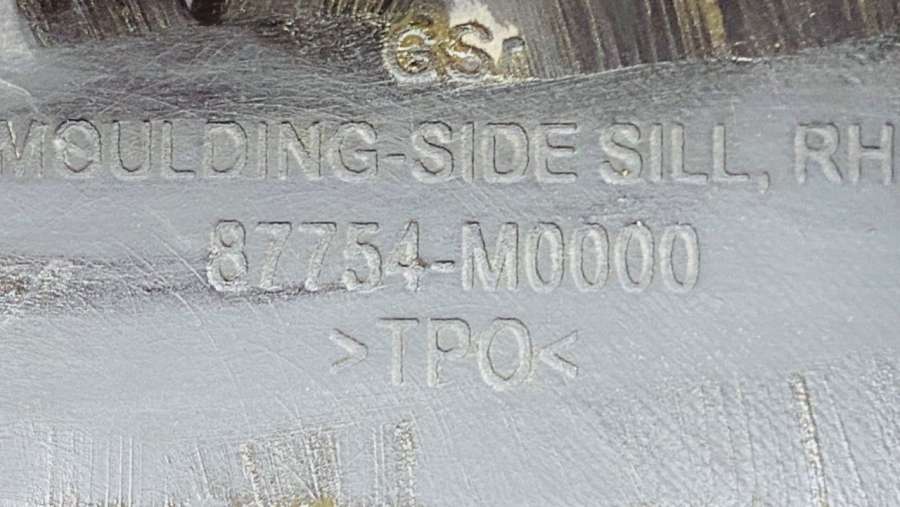 GS
MOULDING-SIDE SILL, RH
87754-M0000
>TPO<